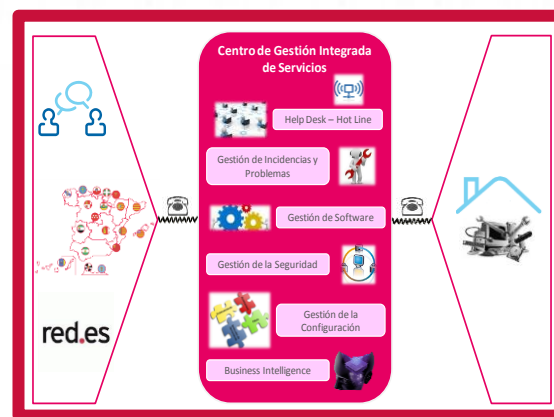 Centro de Gestión Integrada
de Servicios
Help Desk – Hot Line
Gestión de Incidencias y
Problemas
Gestión de Software
Gestión de la Seguridad
Gestión de la
Configuración
Business Intelligence
red.es